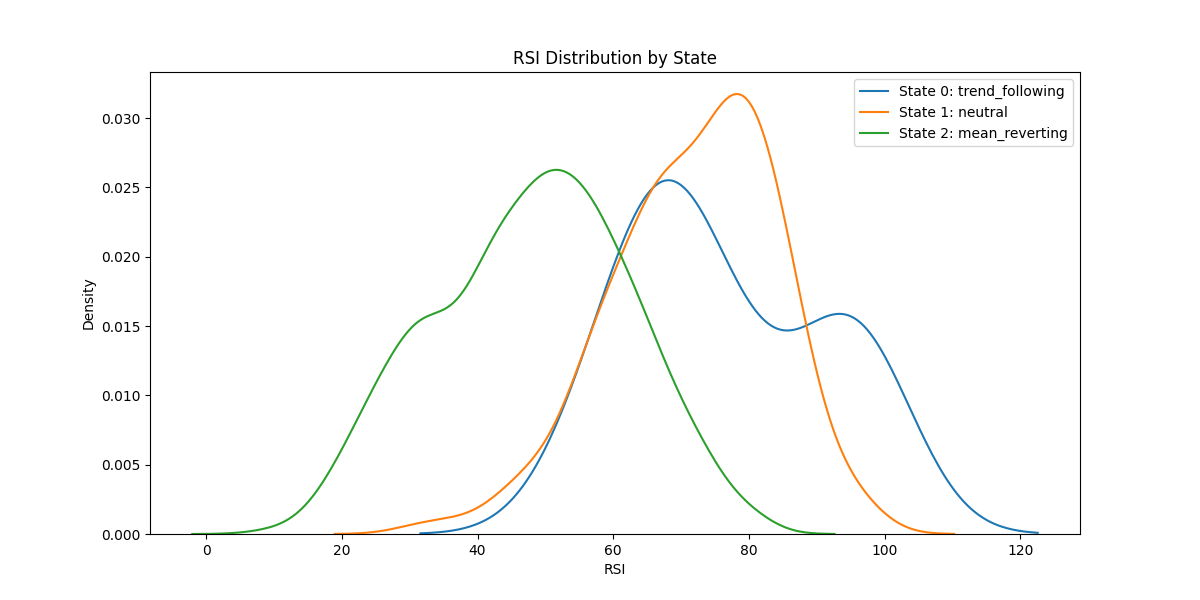 RSI Distribution by State
State 0: trend_following
State 1: neutral
State 2: mean_reverting
Density
0.030
0.025
0.020
0.015
0.010
0.005
0.000
0 20 40 60 80 100 120
RSI